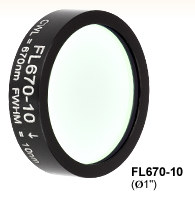 CWL = 670nm FWHM = 10nm
FL670-10 ↓
FL670-10
(Ø1")